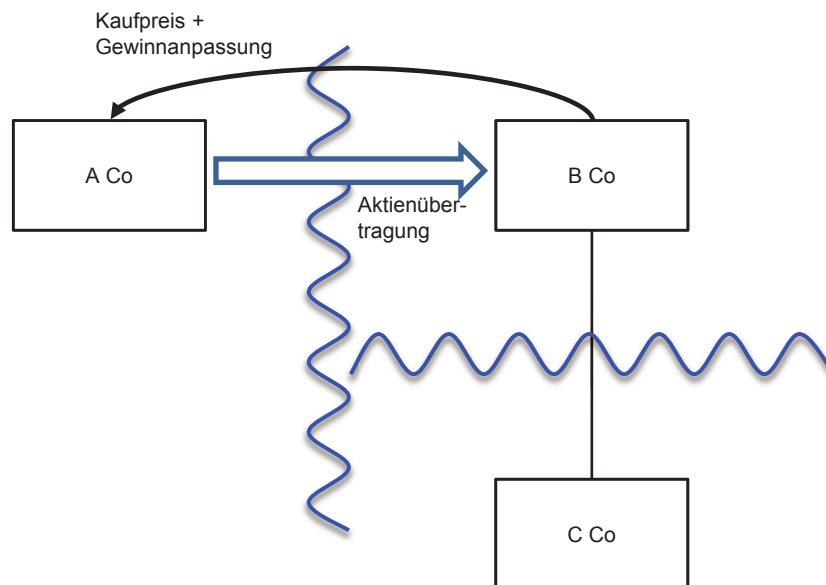 Kaufpreis +
Gewinnanpassung
A Co
B Co
Aktienüber-
tragung
C Co